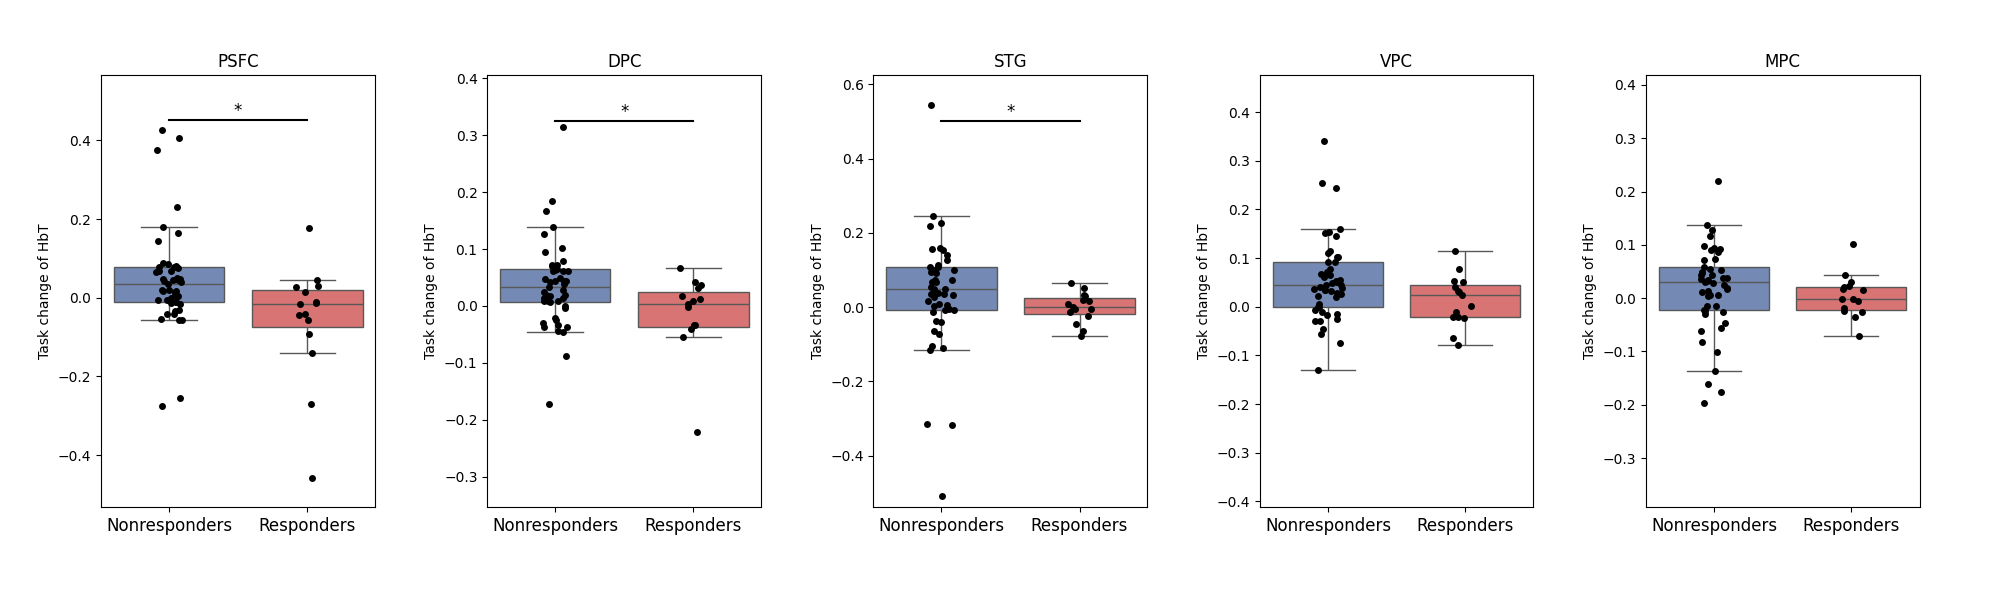 PSFC
DPC
STG
VPC
MPC
*
*
*
Task change of HbT
0.4
0.2
0.0
−0.2
−0.4
Nonresponders
Responders
Task change of HbT
0.4
0.3
0.2
0.1
0.0
−0.1
−0.2
−0.3
Nonresponders
Responders
Task change of HbT
0.6
0.4
0.2
0.0
−0.2
−0.4
Nonresponders
Responders
Task change of HbT
0.4
0.3
0.2
0.1
0.0
−0.1
−0.2
−0.3
−0.4
Nonresponders
Responders
Task change of HbT
0.4
0.3
0.2
0.1
0.0
−0.1
−0.2
−0.3
Nonresponders
Responders